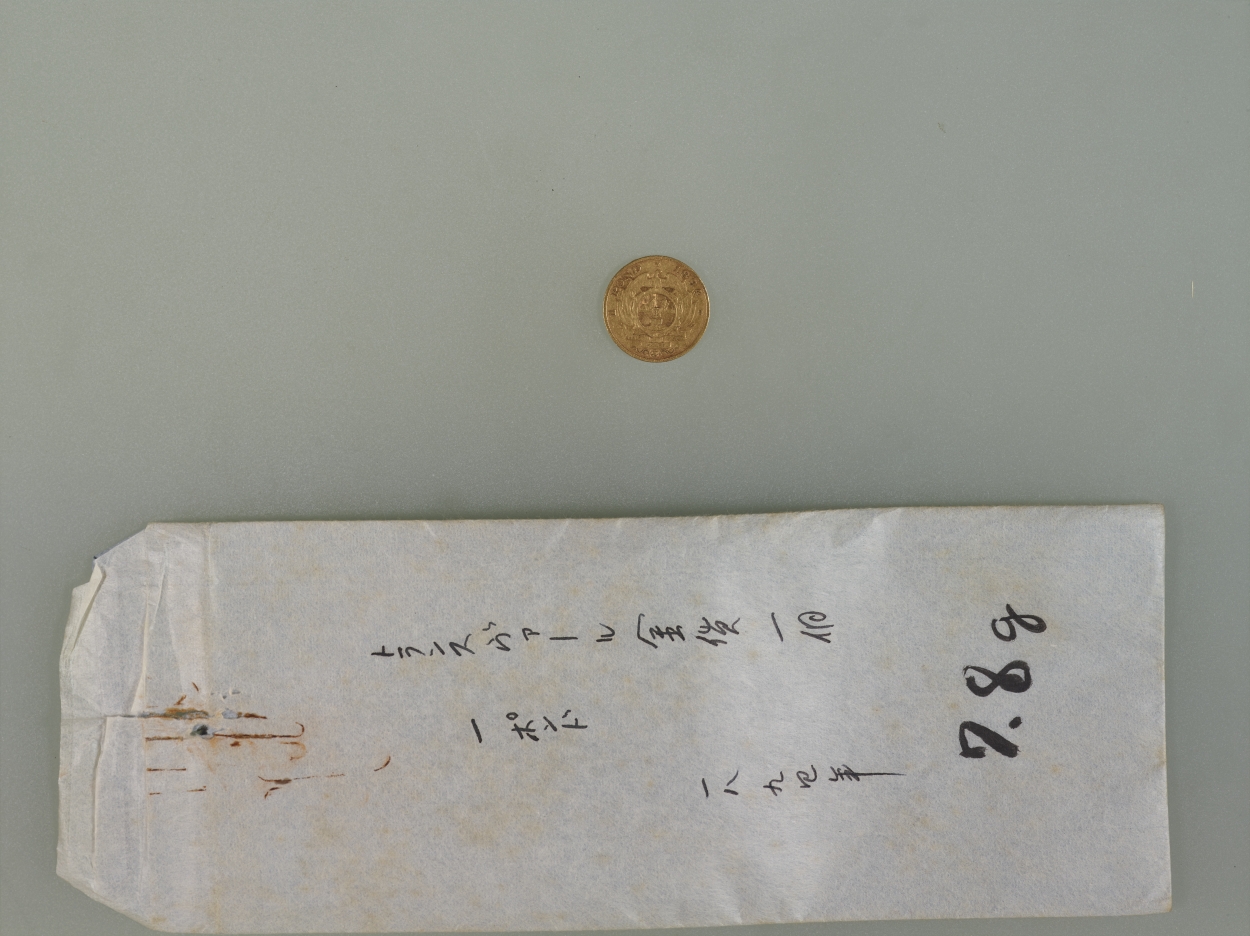 トランスヴァール金貨 一個
一ポンド
一八九四年
7.8g